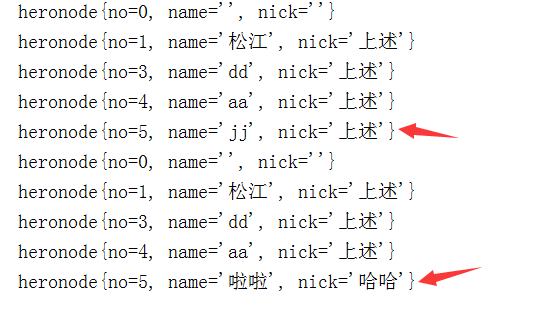 heronode{no=0, name='', nick=''}
heronode{no=1, name='松江', nick='上述'}
heronode{no=3, name='dd', nick='上述'}
heronode{no=4, name='aa', nick='上述'}
heronode{no=5, name='jj', nick='上述'}
heronode{no=0, name='', nick=''}
heronode{no=1, name='松江', nick='上述'}
heronode{no=3, name='dd', nick='上述'}
heronode{no=4, name='aa', nick='上述'}
heronode{no=5, name='啦啦', nick='哈哈'}